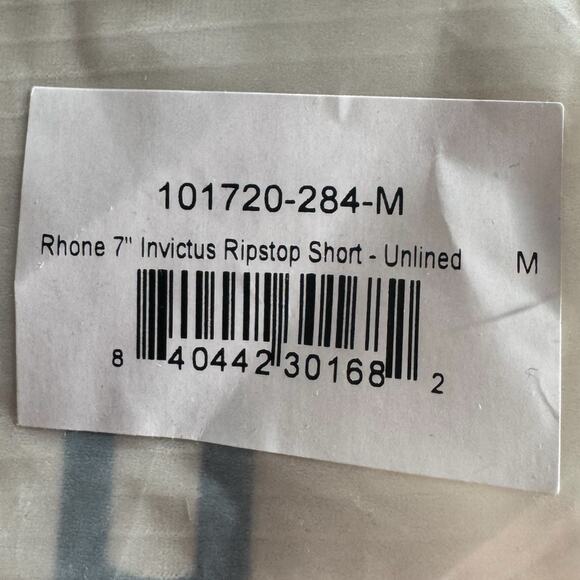 101720-284-M
Rhone 7" Invictus Ripstop Short - Unlined M
8 40442 30168 2